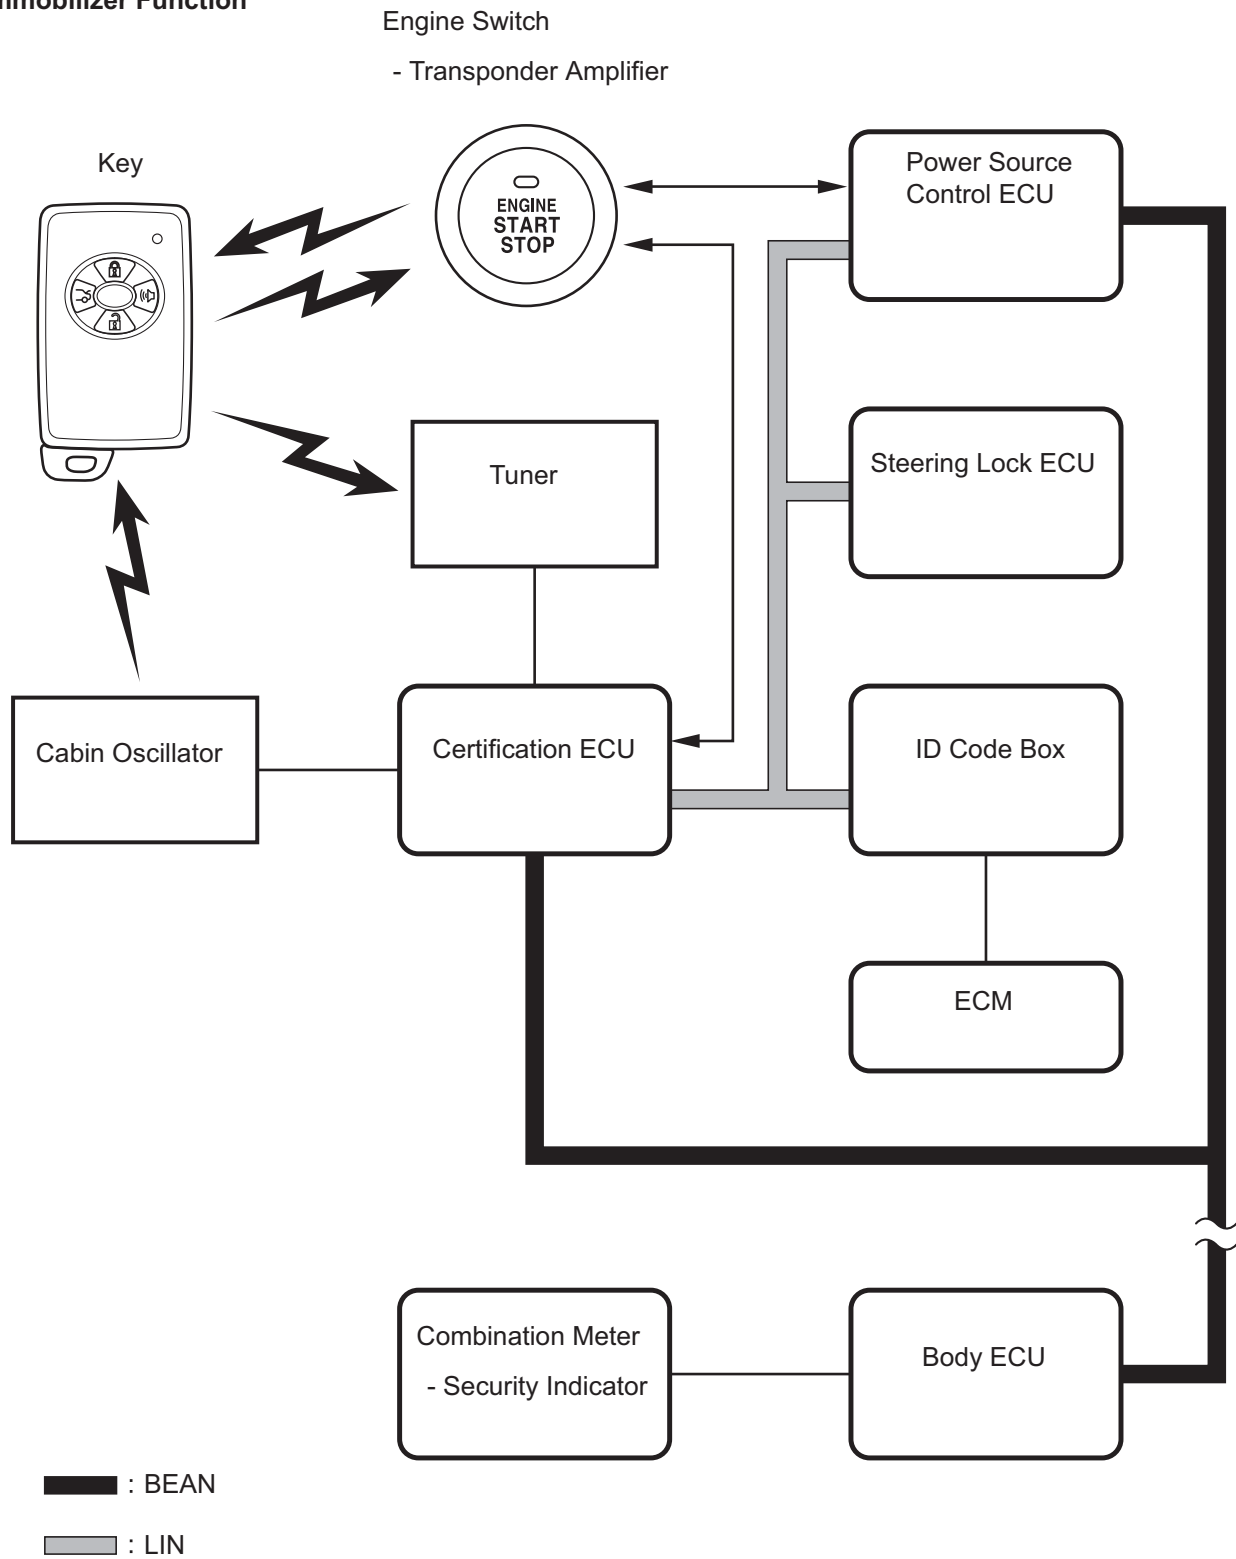 Immobilizer Function
Engine Switch
- Transponder Amplifier
Key
ENGINE
START
STOP
Power Source
Control ECU
Steering Lock ECU
Tuner
Cabin Oscillator
Certification ECU
ID Code Box
ECM
Combination Meter
- Security Indicator
Body ECU
: BEAN
: LIN